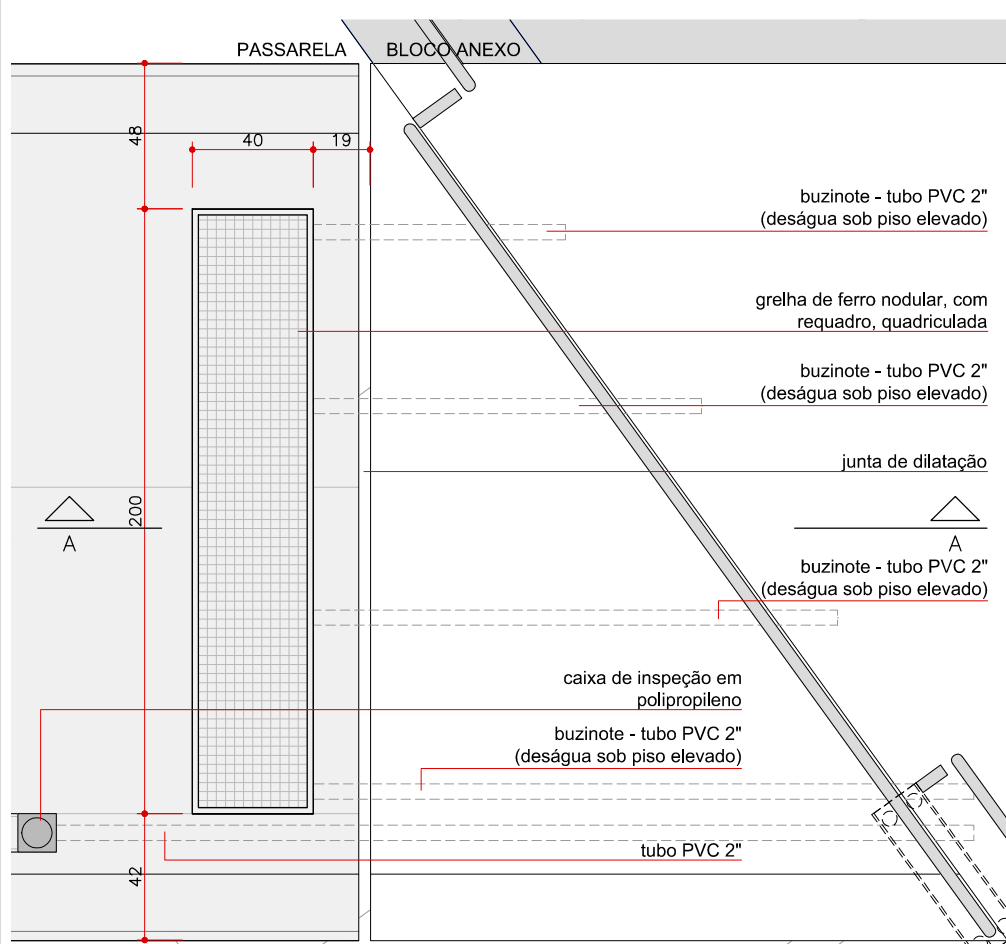 PASSARELA
BLOCO ANEXO
48
40
19
buzinote - tubo PVC 2"
(deságua sob piso elevado)
grelha de ferro nodular, com
requadro, quadriculada
buzinote - tubo PVC 2"
(deságua sob piso elevado)
junta de dilatação
200
A
A
buzinote - tubo PVC 2"
(deságua sob piso elevado)
caixa de inspeção em
polipropileno
buzinote - tubo PVC 2"
(deságua sob piso elevado)
tubo PVC 2"
42